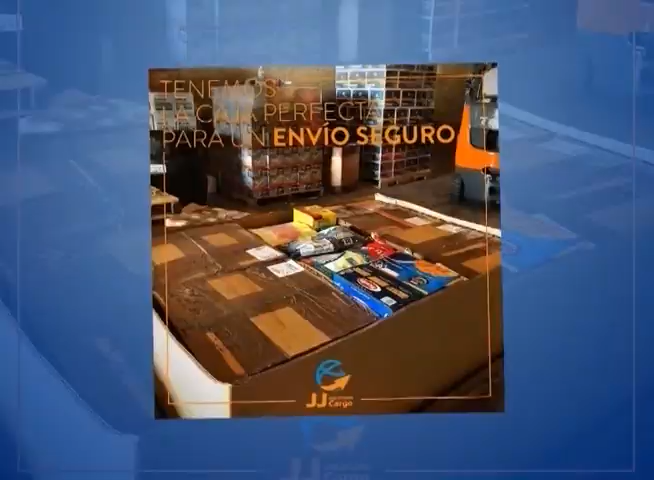 TENEMOS
LA CAJA PERFECTA
PARA UN ENVÍO SEGURO
JJ
Cargo